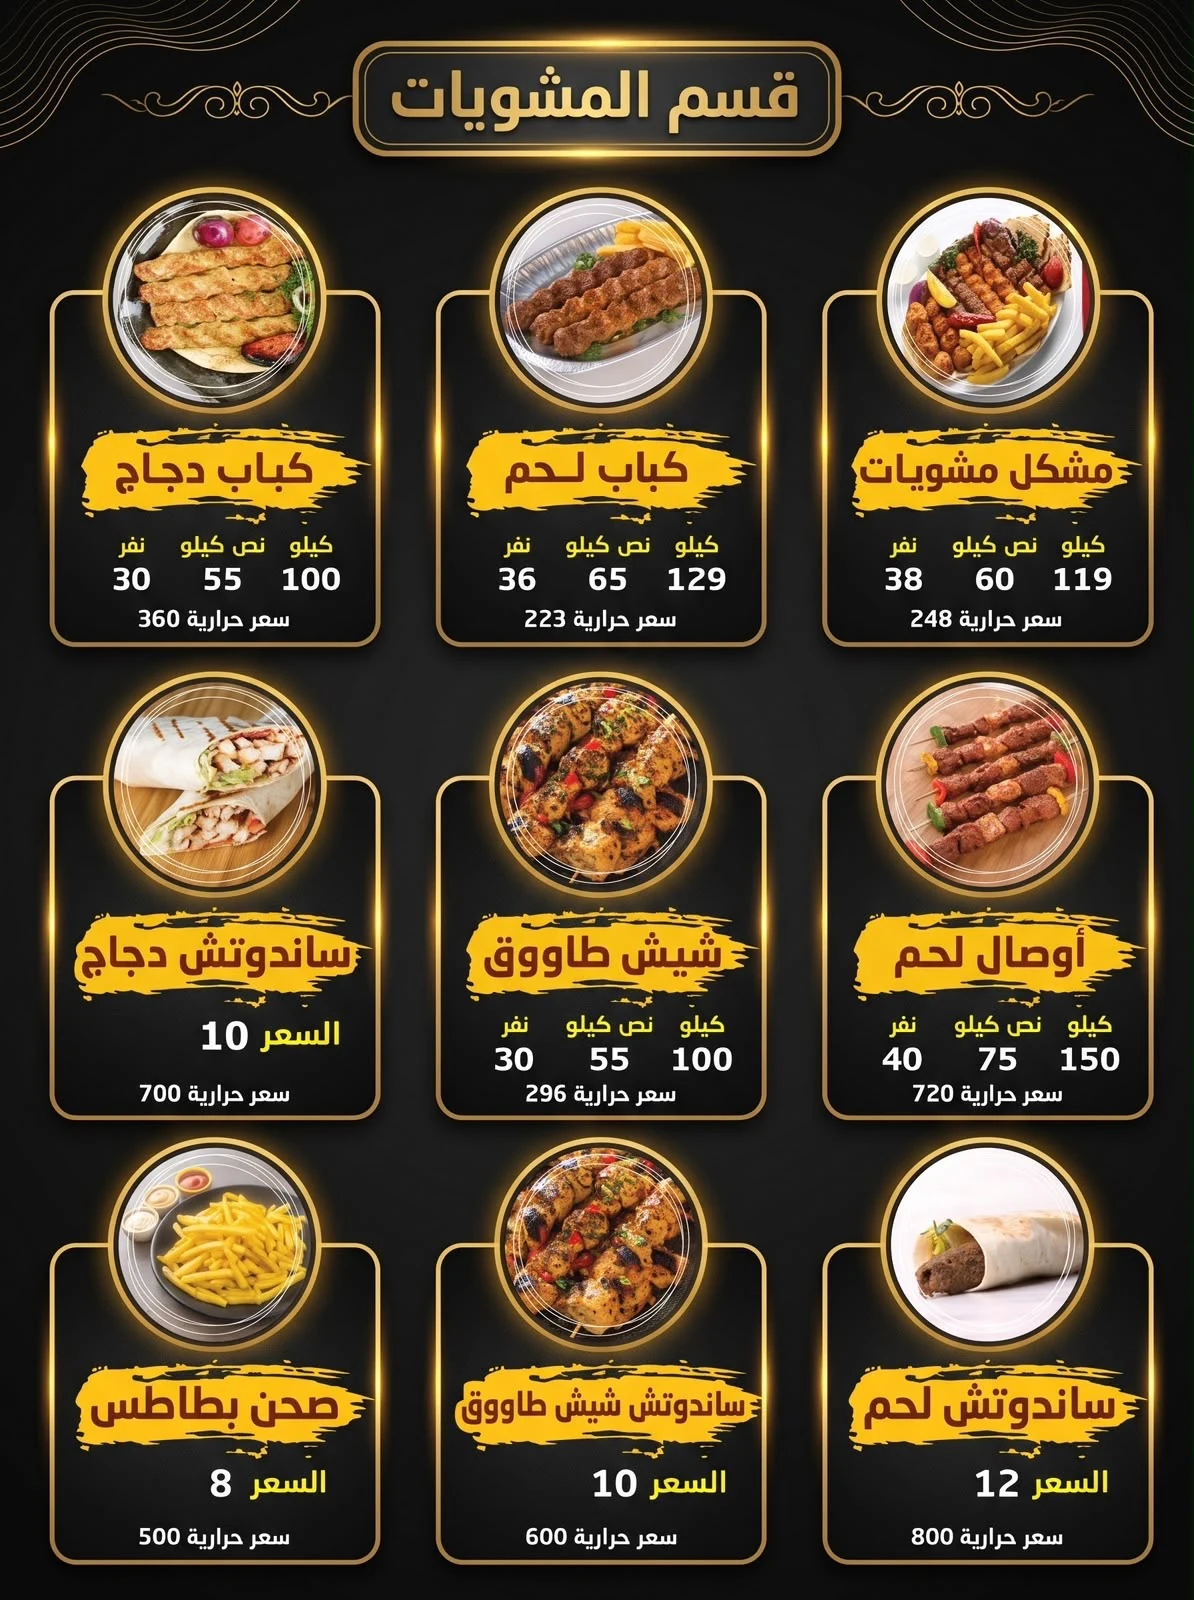 قسم المشويات
مشكل مشويات
كيلو نص كيلو نفر
119 60 38
سعر حرارية 248
كباب لـحم
كيلو نص كيلو نفر
129 65 36
سعر حرارية 223
كباب دجاج
كيلو نص كيلو نفر
100 55 30
سعر حرارية 360
أوصال لحم
كيلو نص كيلو نفر
150 75 40
سعر حرارية 720
شيش طاووق
كيلو نص كيلو نفر
100 55 30
سعر حرارية 296
ساندوتش دجاج
السعر 10
سعر حرارية 700
ساندوتش لحم
السعر 12
سعر حرارية 800
ساندوتش شيش طاووق
السعر 10
سعر حرارية 600
صحن بطاطس
السعر 8
سعر حرارية 500